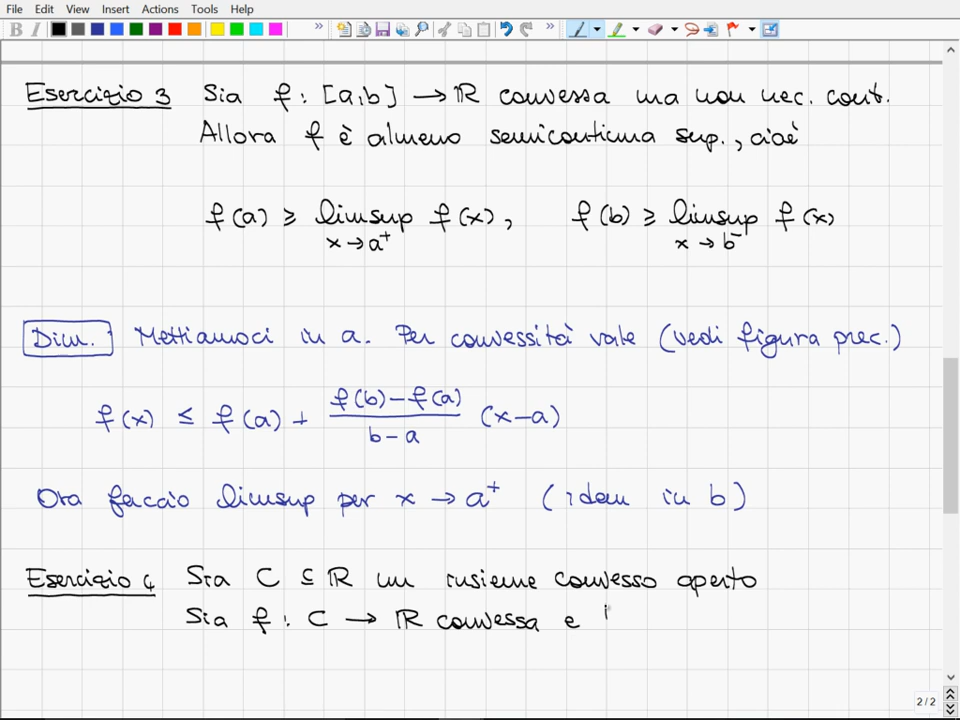 File Edit View Insert Actions Tools Help
B I » »
Esercizio 3 Sia f : [a,b] → ℝ convessa ma non nec. cont.
Allora f è almeno semicontinua sup., cioè
f(a) ≥ limsup f(x), f(b) ≥ limsup f(x)
x → a⁺ x → b⁻
Dim. Mettiamoci in a. Per convessità vale (vedi figura prec.)
f(x) ≤ f(a) + \frac{f(b) − f(a)}{b − a} (x − a)
Ora faccio limsup per x → a⁺ (idem in b)
Esercizio 4 Sia C ⊆ ℝ un insieme convesso aperto
Sia f : C → ℝ convessa e
2 / 2